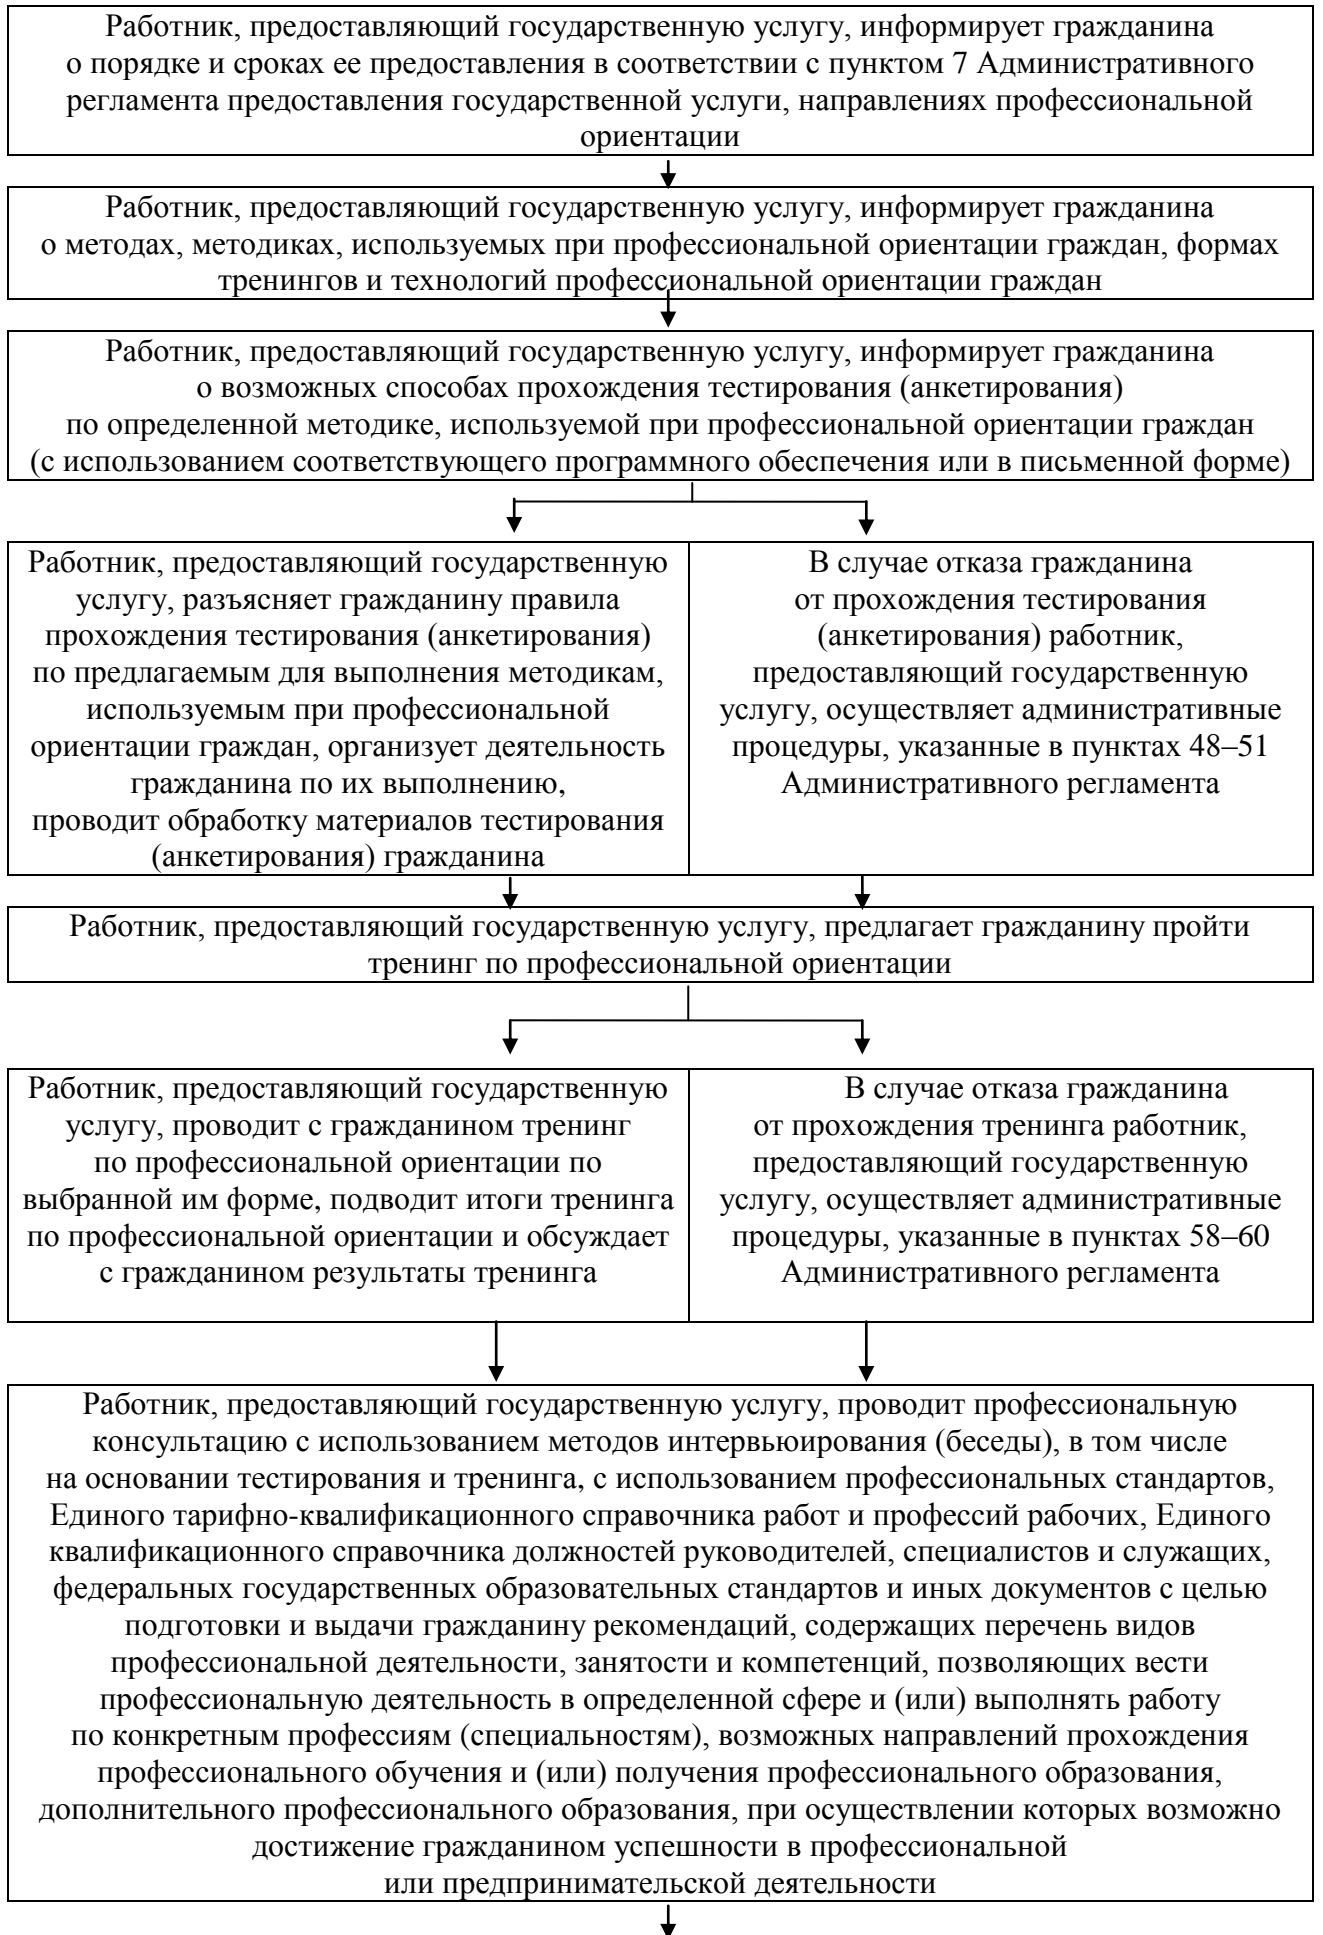 Работник, предоставляющий государственную услугу, информирует гражданина
о порядке и сроках ее предоставления в соответствии с пунктом 7 Административного
регламента предоставления государственной услуги, направлениях профессиональной
ориентации
Работник, предоставляющий государственную услугу, информирует гражданина
о методах, методиках, используемых при профессиональной ориентации граждан, формах
тренингов и технологий профессиональной ориентации граждан
Работник, предоставляющий государственную услугу, информирует гражданина
о возможных способах прохождения тестирования (анкетирования)
по определенной методике, используемой при профессиональной ориентации граждан
(с использованием соответствующего программного обеспечения или в письменной форме)
Работник, предоставляющий государственную
услугу, разъясняет гражданину правила
прохождения тестирования (анкетирования)
по предлагаемым для выполнения методикам,
используемым при профессиональной
ориентации граждан, организует деятельность
гражданина по их выполнению,
проводит обработку материалов тестирования
(анкетирования) гражданина
В случае отказа гражданина
от прохождения тестирования
(анкетирования) работник,
предоставляющий государственную
услугу, осуществляет административные
процедуры, указанные в пунктах 48–51
Административного регламента
Работник, предоставляющий государственную услугу, предлагает гражданину пройти
тренинг по профессиональной ориентации
Работник, предоставляющий государственную
услугу, проводит с гражданином тренинг
по профессиональной ориентации по
выбранной им форме, подводит итоги тренинга
по профессиональной ориентации и обсуждает
с гражданином результаты тренинга
В случае отказа гражданина
от прохождения тренинга работник,
предоставляющий государственную
услугу, осуществляет административные
процедуры, указанные в пунктах 58–60
Административного регламента
Работник, предоставляющий государственную услугу, проводит профессиональную
консультацию с использованием методов интервьюирования (беседы), в том числе
на основании тестирования и тренинга, с использованием профессиональных стандартов,
Единого тарифно-квалификационного справочника работ и профессий рабочих, Единого
квалификационного справочника должностей руководителей, специалистов и служащих,
федеральных государственных образовательных стандартов и иных документов с целью
подготовки и выдачи гражданину рекомендаций, содержащих перечень видов
профессиональной деятельности, занятости и компетенций, позволяющих вести
профессиональную деятельность в определенной сфере и (или) выполнять работу
по конкретным профессиям (специальностям), возможных направлений прохождения
профессионального обучения и (или) получения профессионального образования,
дополнительного профессионального образования, при осуществлении которых возможно
достижение гражданином успешности в профессиональной
или предпринимательской деятельности